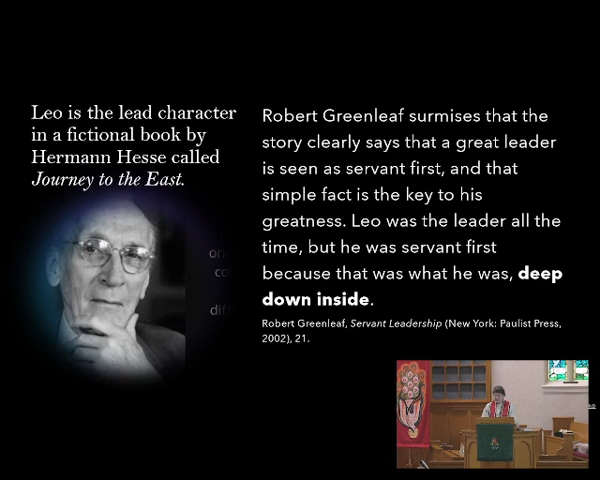 Leo is the lead character
in a fictional book by
Hermann Hesse called
Journey to the East.
Robert Greenleaf surmises that the
story clearly says that a great leader
is seen as servant first, and that
simple fact is the key to his
greatness. Leo was the leader all the
time, but he was servant first
because that was what he was, deep
down inside.
Robert Greenleaf, Servant Leadership (New York: Paulist Press,
2002), 21.